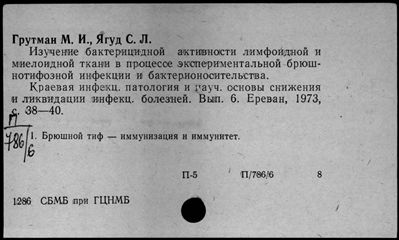 Грутман М. И., Ягуд С. Л.
Изучение бактерицидной активности лимфоидной и
миелоидной ткани в процессе экспериментальной брюш-
нотифозной инфекции и бактерионосительства.
Краевая инфекц. патология и науч. основы снижения
и ликвидации инфекц. болезней. Вып. 6. Ереван, 1973,
с. 38—40.
П
786/6
1. Брюшной тиф — иммунизация и иммунитет.
П-5 П/786/6 8
1286 СБМБ при ГЦНМБ